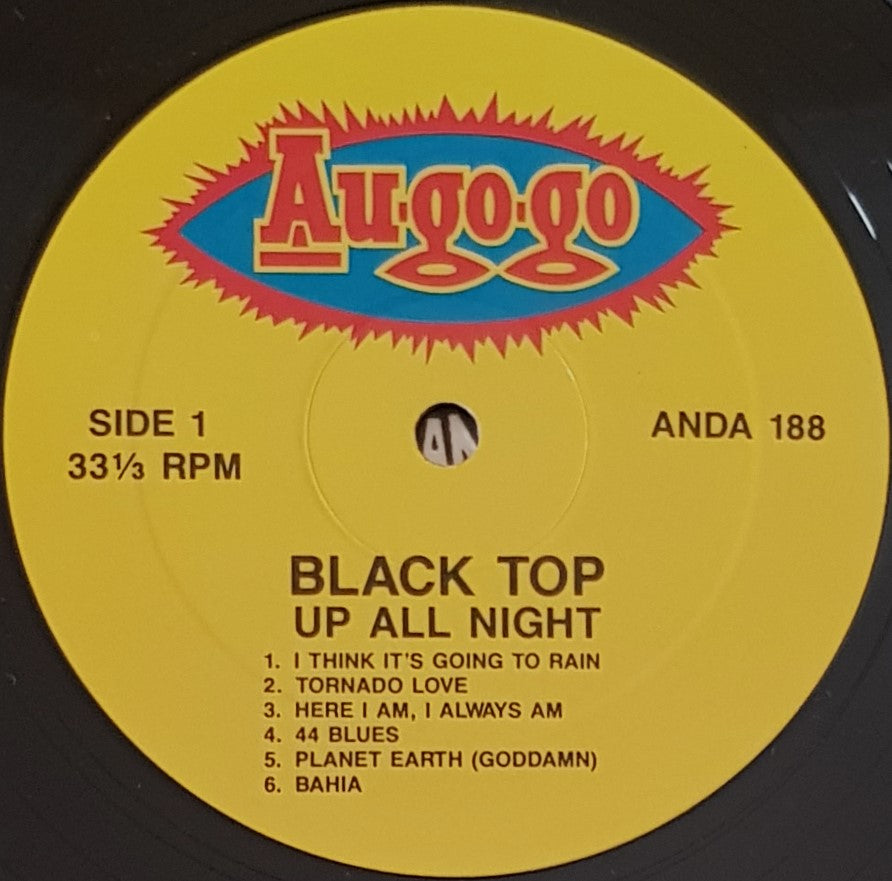 Au·go·go
SIDE 1
33⅓ RPM
ANDA 188
AN
BLACK TOP
UP ALL NIGHT
1. I THINK IT'S GOING TO RAIN
2. TORNADO LOVE
3. HERE I AM, I ALWAYS AM
4. 44 BLUES
5. PLANET EARTH (GODDAMN)
6. BAHIA